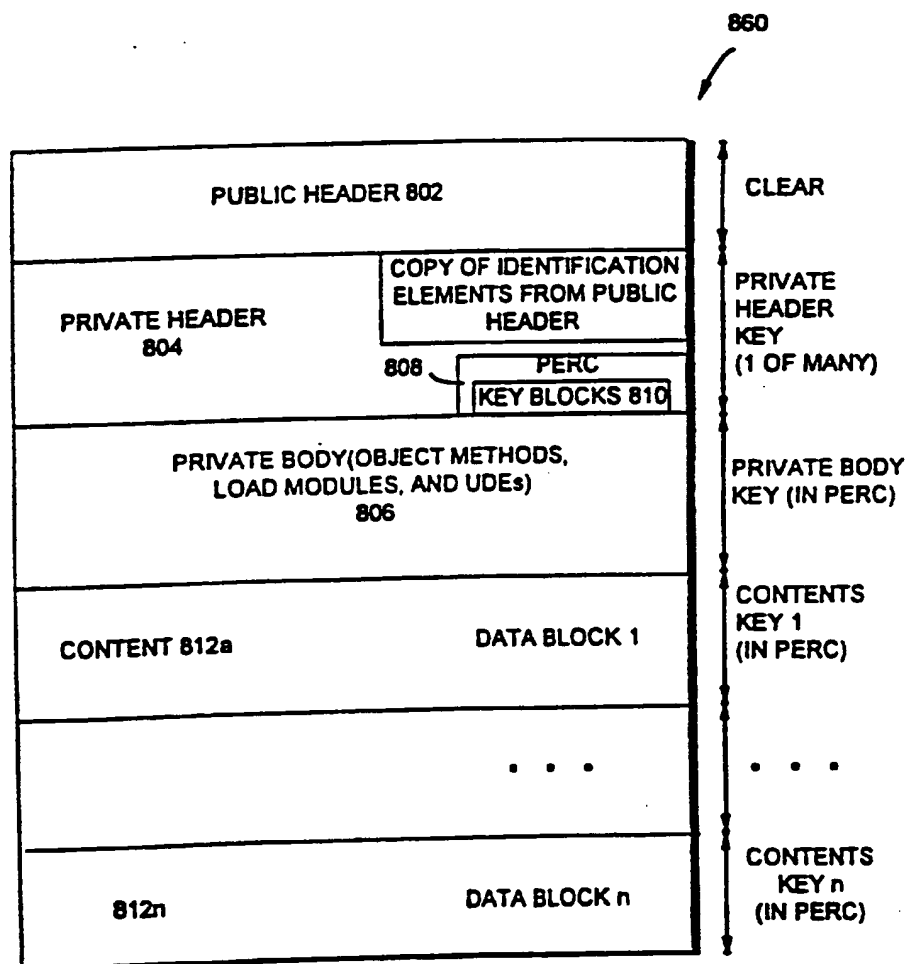 860
PUBLIC HEADER 802
CLEAR
COPY OF IDENTIFICATION
ELEMENTS FROM PUBLIC
HEADER
PRIVATE HEADER
804
PRIVATE
HEADER
KEY
(1 OF MANY)
808
PERC
KEY BLOCKS 810
PRIVATE BODY(OBJECT METHODS,
LOAD MODULES, AND UDEs)
806
PRIVATE BODY
KEY (IN PERC)
CONTENT 812a
DATA BLOCK 1
CONTENTS
KEY 1
(IN PERC)
• • •
• • •
812n
DATA BLOCK n
CONTENTS
KEY n
(IN PERC)